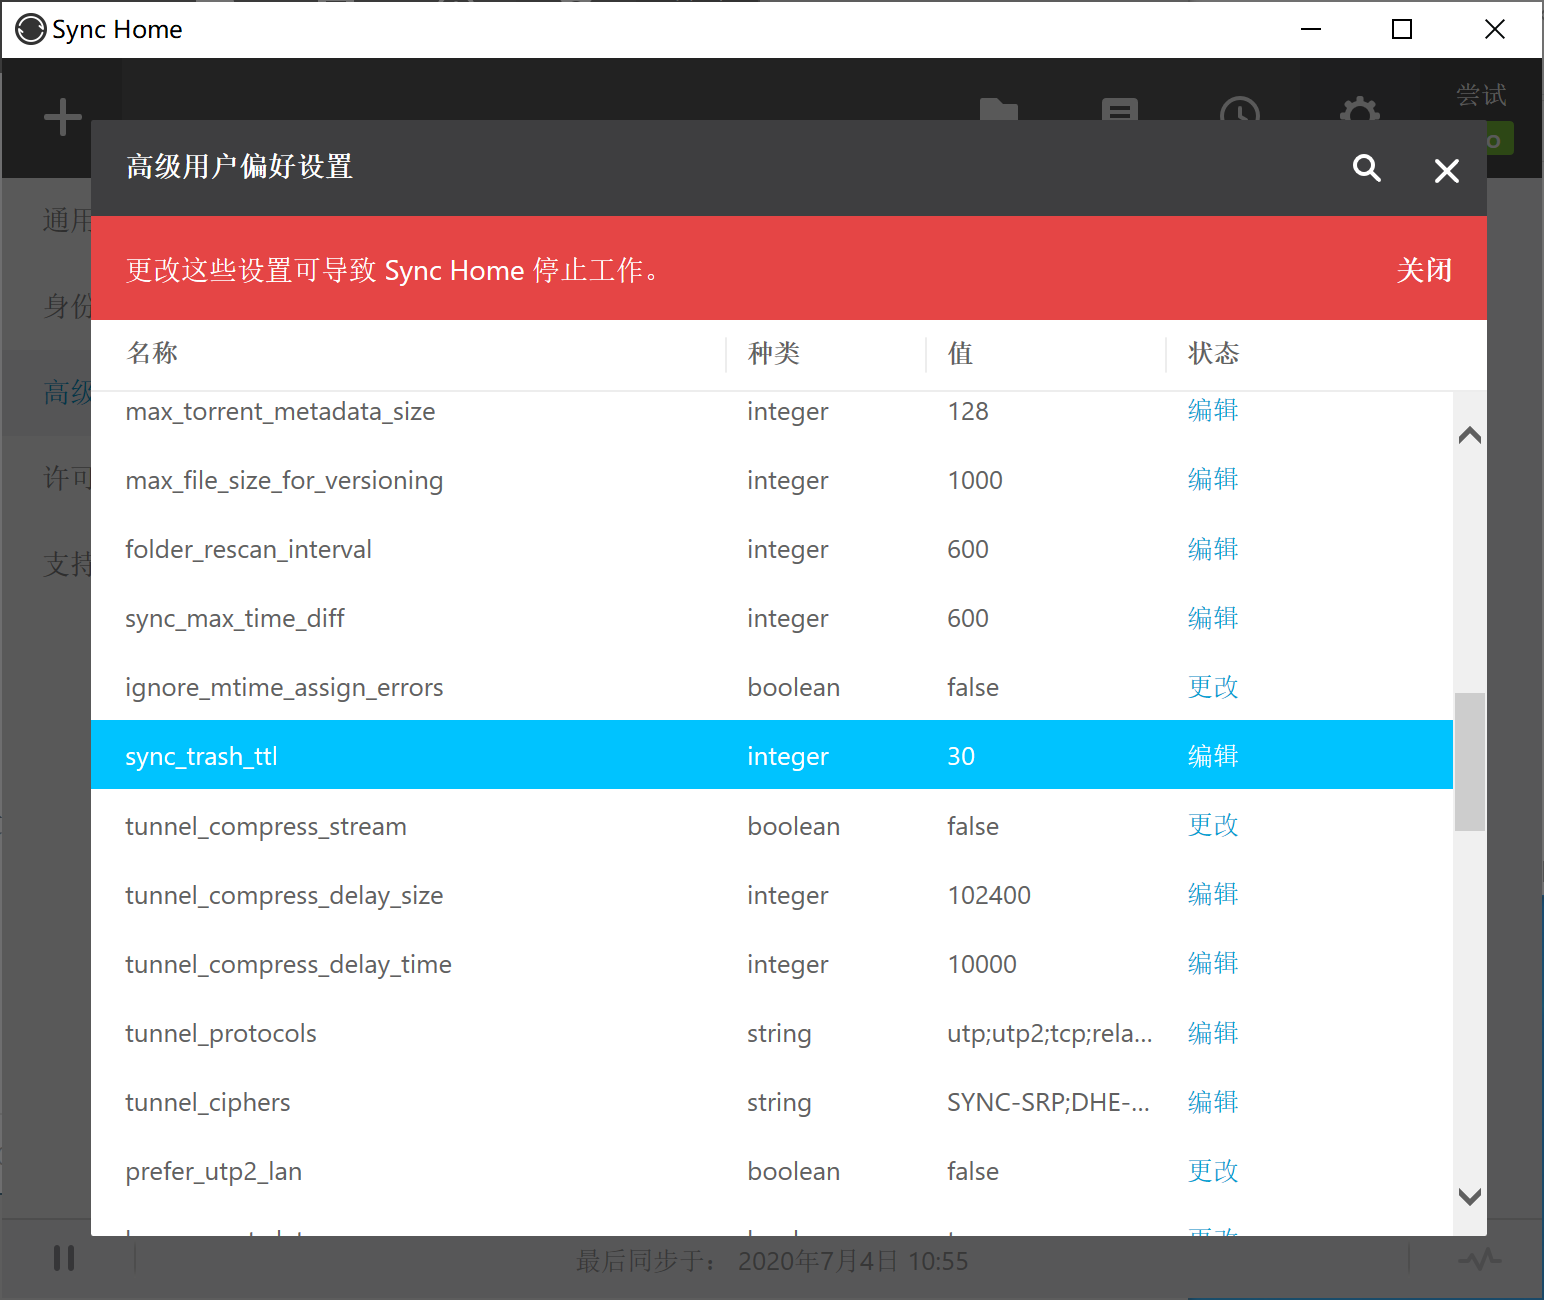 Sync Home
尝试
o
高级用户偏好设置
通用
更改这些设置可导致 Sync Home 停止工作。 关闭
身份
名称 种类 值 状态
高级
max_torrent_metadata_size integer 128 编辑
许可
max_file_size_for_versioning integer 1000 编辑
folder_rescan_interval integer 600 编辑
支持
sync_max_time_diff integer 600 编辑
ignore_mtime_assign_errors boolean false 更改
sync_trash_ttl integer 30 编辑
tunnel_compress_stream boolean false 更改
tunnel_compress_delay_size integer 102400 编辑
tunnel_compress_delay_time integer 10000 编辑
tunnel_protocols string utp;utp2;tcp;rela... 编辑
tunnel_ciphers string SYNC-SRP;DHE-... 编辑
prefer_utp2_lan boolean false 更改
最后同步于： 2020年7月4日 10:55